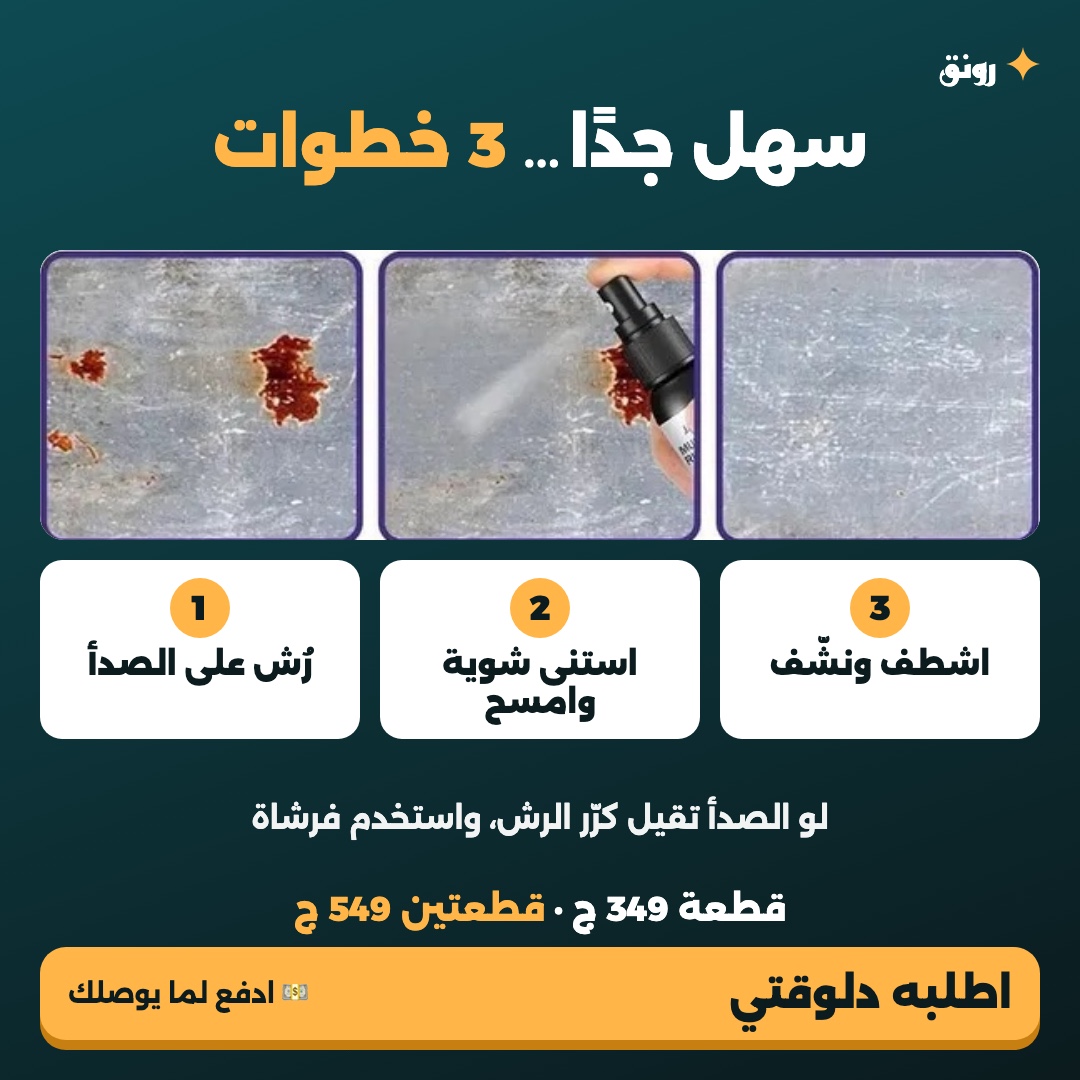 رونق
سهل جدًا... 3 خطوات
1
رُش على الصدأ
2
استنى شوية
وامسح
3
اشطف ونشّف
لو الصدأ تقيل كرّر الرش، واستخدم فرشاة
قطعة 349 ج · قطعتين 549 ج
اطلبه دلوقتي
💵 ادفع لما يوصلك